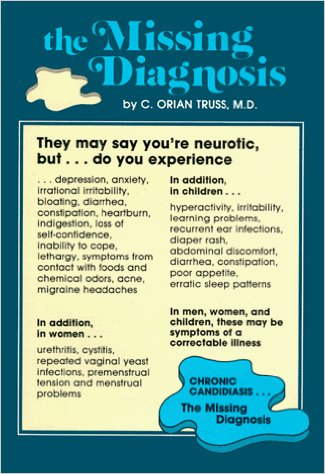 the Missing
Diagnosis
by C. ORIAN TRUSS, M.D.
They may say you're neurotic,
but . . . do you experience
. . . depression, anxiety,
irrational irritability,
bloating, diarrhea,
constipation, heartburn,
indigestion, loss of
self-confidence,
inability to cope,
lethargy, symptoms from
contact with foods and
chemical odors, acne,
migraine headaches
In addition,
in women . . .
urethritis, cystitis,
repeated vaginal yeast
infections, premenstrual
tension and menstrual
problems
In addition,
in children . . .
hyperactivity, irritability,
learning problems,
recurrent ear infections,
diaper rash,
abdominal discomfort,
diarrhea, constipation,
poor appetite,
erratic sleep patterns
In men, women, and
children, these may be
symptoms of a
correctable illness
CHRONIC
CANDIDIASIS . . .
The Missing
Diagnosis